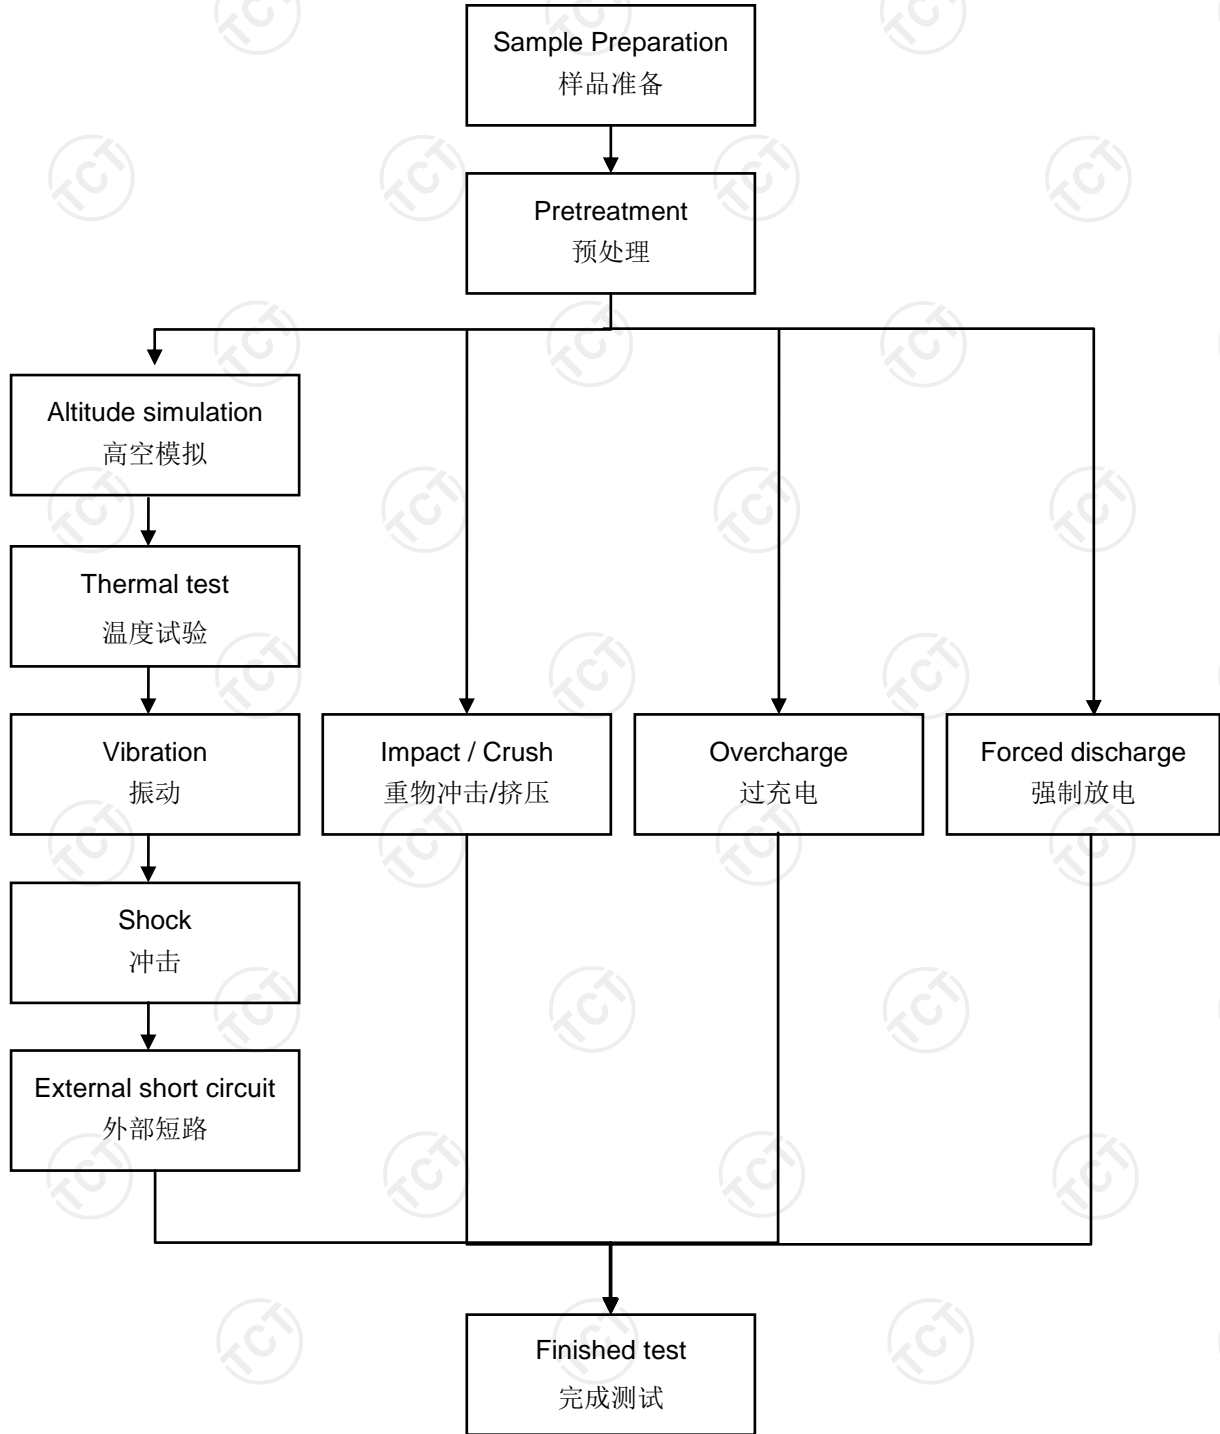 Sample Preparation
样品准备
Pretreatment
预处理
Altitude simulation
高空模拟
Thermal test
温度试验
Vibration
振动
Impact / Crush
重物冲击/挤压
Overcharge
过充电
Forced discharge
强制放电
Shock
冲击
External short circuit
外部短路
Finished test
完成测试
TCT